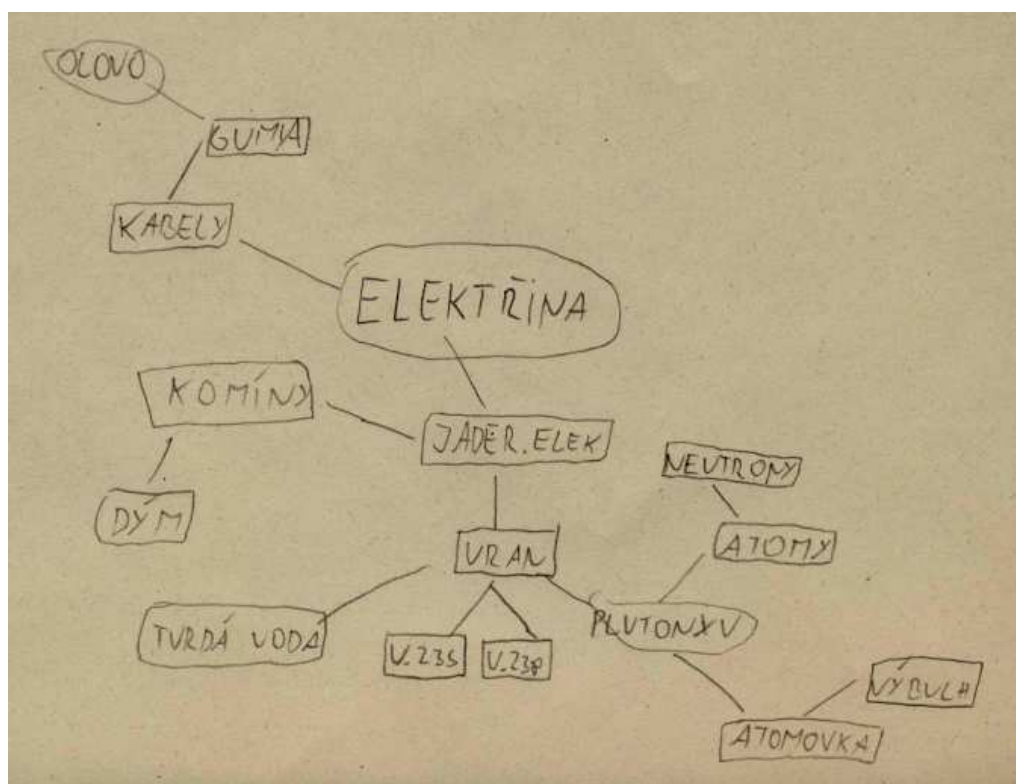 OLOVO
GUMA
KABELY
ELEKTŘINA
KOMÍNY
JADER. ELEK
NEUTRONY
DÝM
URAN
ATOMY
TVRDÁ VODA
U-235
U-238
PLUTONIUM
VÝBUCH
ATOMOVKA